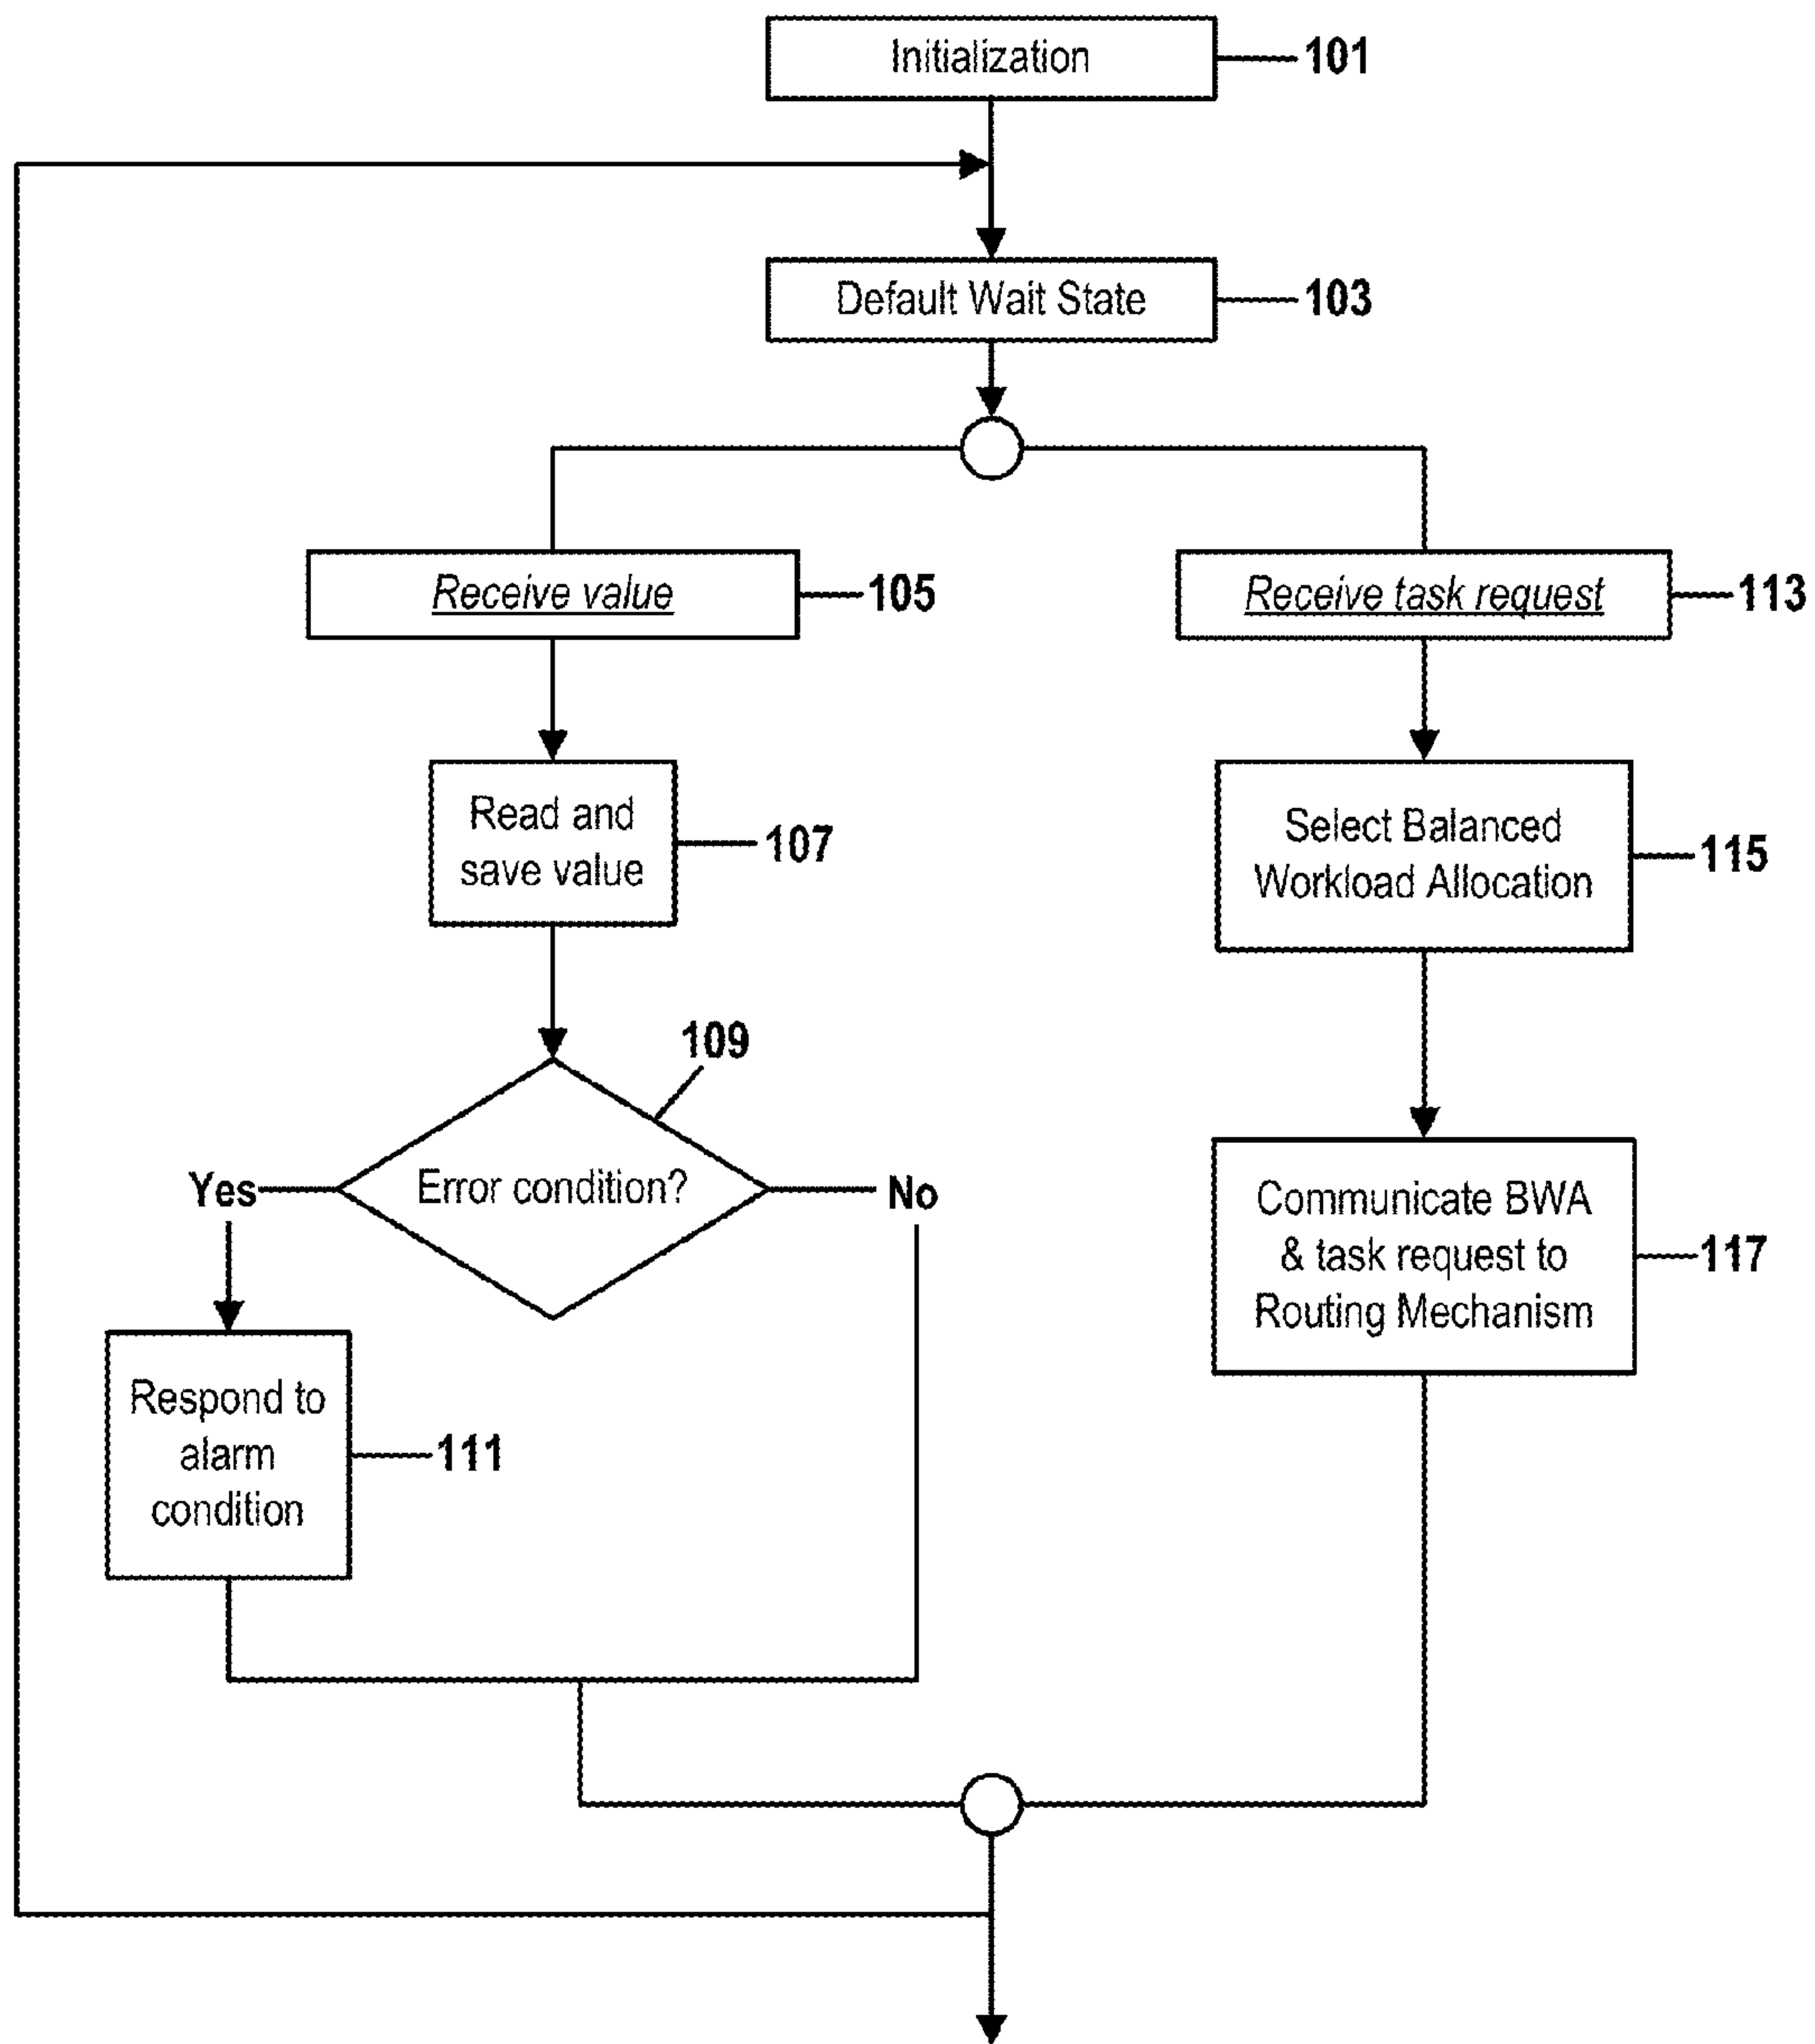 Initialization
101
Default Wait State
103
Receive value
105
Receive task request
113
Read and
save value
107
Select Balanced
Workload Allocation
115
109
Error condition?
Yes
No
Communicate BWA
& task request to
Routing Mechanism
117
Respond to
alarm
condition
111